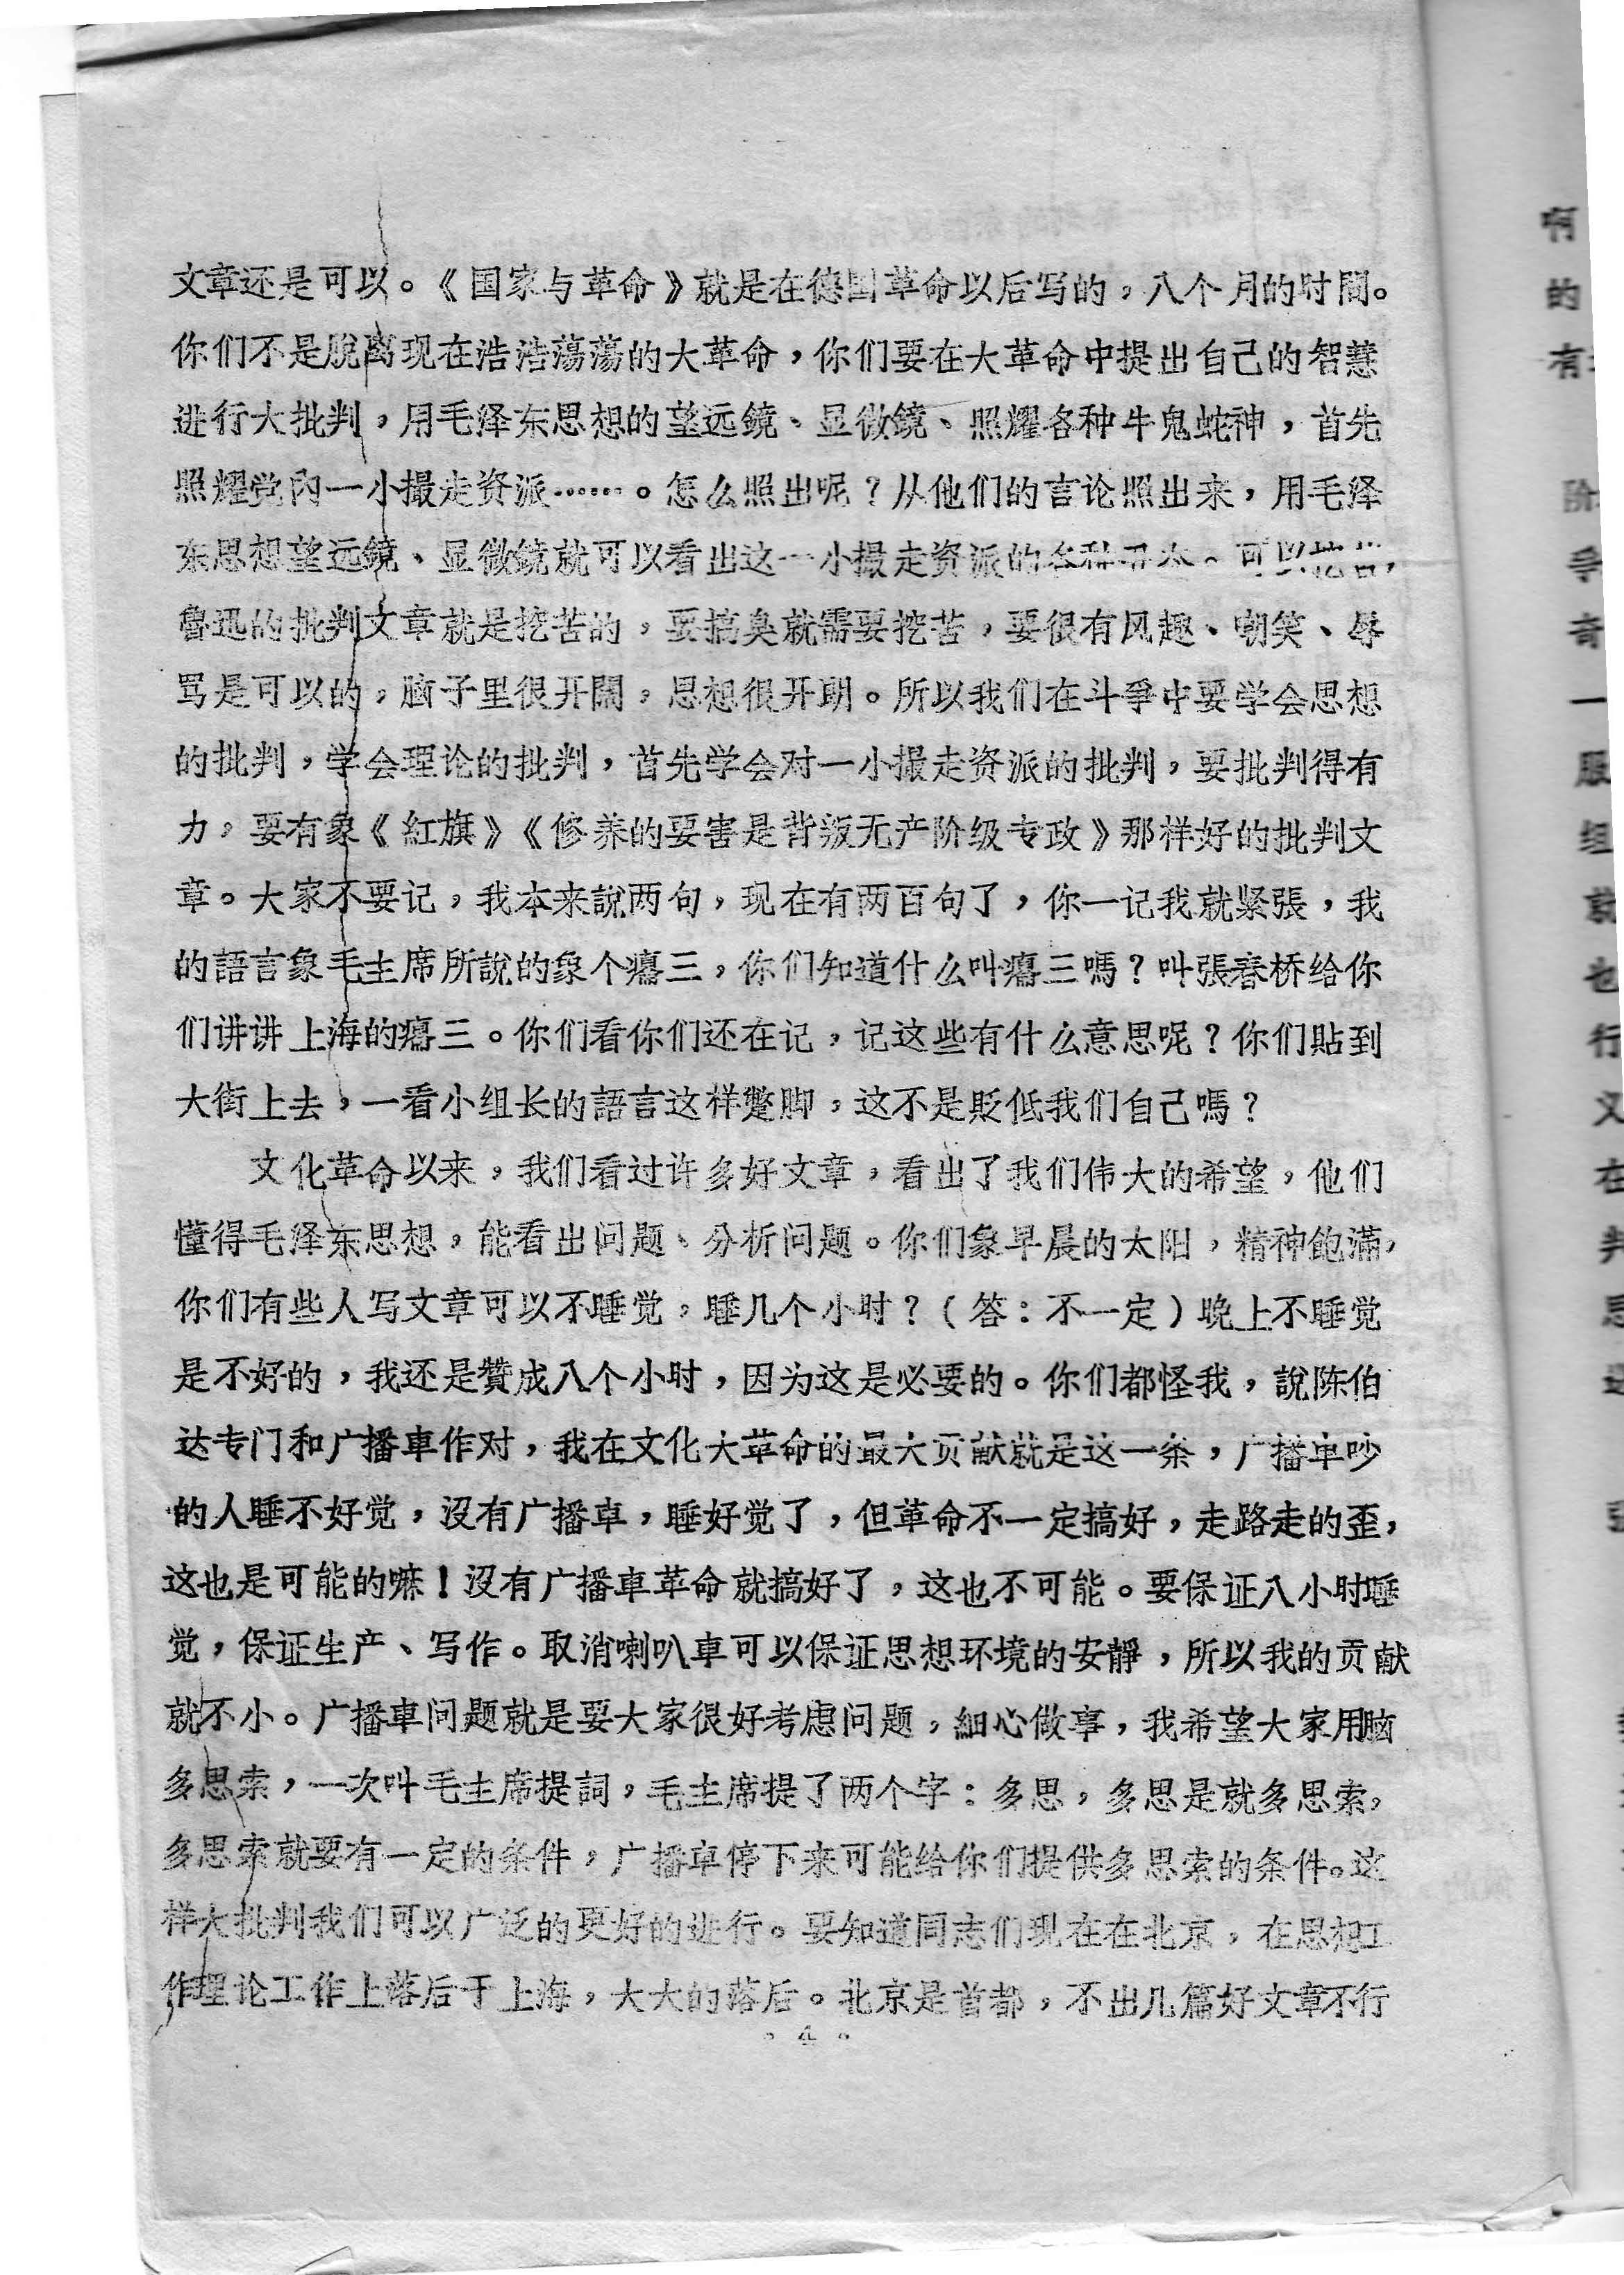 文章还是可以。《国家与革命》就是在德国革命以后写的，八个月的时間。
你们不是脱离现在浩浩荡荡的大革命，你们要在大革命中提出自己的智慧
进行大批判，用毛泽东思想的望远鏡、显微鏡、照耀各种牛鬼蛇神，首先
照耀党內一小撮走资派……。怎么照出呢？从他们的言论照出来，用毛泽
东思想望远鏡、显微鏡就可以看出这一小撮走资派的各种 可以挖苦，
魯迅的批判文章就是挖苦的，要搞臭就需要挖苦，要很有风趣、嘲笑、辱
骂是可以的，脑子里很开闊，思想很开朗。所以我们在斗爭中要学会思想
的批判，学会理论的批判，首先学会对一小撮走资派的批判，要批判得有
力，要有象《紅旗》《修养的要害是背叛无产阶级专政》那样好的批判文
章。大家不要记，我本来說两句，现在有两百句了，你一记我就紧張，我
的語言象毛主席所說的象个癟三，你们知道什么叫癟三嗎？叫張春桥给你
们讲讲上海的癟三。你们看你们还在记，记这些有什么意思呢？你们貼到
大街上去，一看小组长的語言这样蹩脚，这不是貶低我们自己嗎？
文化革命以来，我们看过许多好文章，看出了我们伟大的希望，他们
懂得毛泽东思想，能看出问题、分析问题。你们象早晨的太阳，精神飽滿，
你们有些人写文章可以不睡觉，睡几个小时？（答：不一定）晚上不睡觉
是不好的，我还是贊成八个小时，因为这是必要的。你们都怪我，說陈伯
达专门和广播車作对，我在文化大革命的最大贡献就是这一条，广播車吵
的人睡不好觉，沒有广播車，睡好觉了，但革命不一定搞好，走路走的歪，
这也是可能的嘛！沒有广播車革命就搞好了，这也不可能。要保证八小时睡
觉，保证生产、写作。取消喇叭車可以保证思想环境的安靜，所以我的贡献
就不小。广播車问题就是要大家很好考虑问题，細心做事，我希望大家用脑
多思索，一次叫毛主席提詞，毛主席提了两个字：多思，多思是就多思索，
多思索就要有一定的条件，广播車停下来可能给你们提供多思索的条件。这
样大批判我们可以广泛的更好的进行。要知道同志们现在在北京，在思想工
作理论工作上落后于上海，大大的落后。北京是首都，不出几篇好文章不行
。4。
啊
的
有
阶
爭
奇
一
服
组
就
也
行
义
在
判
思